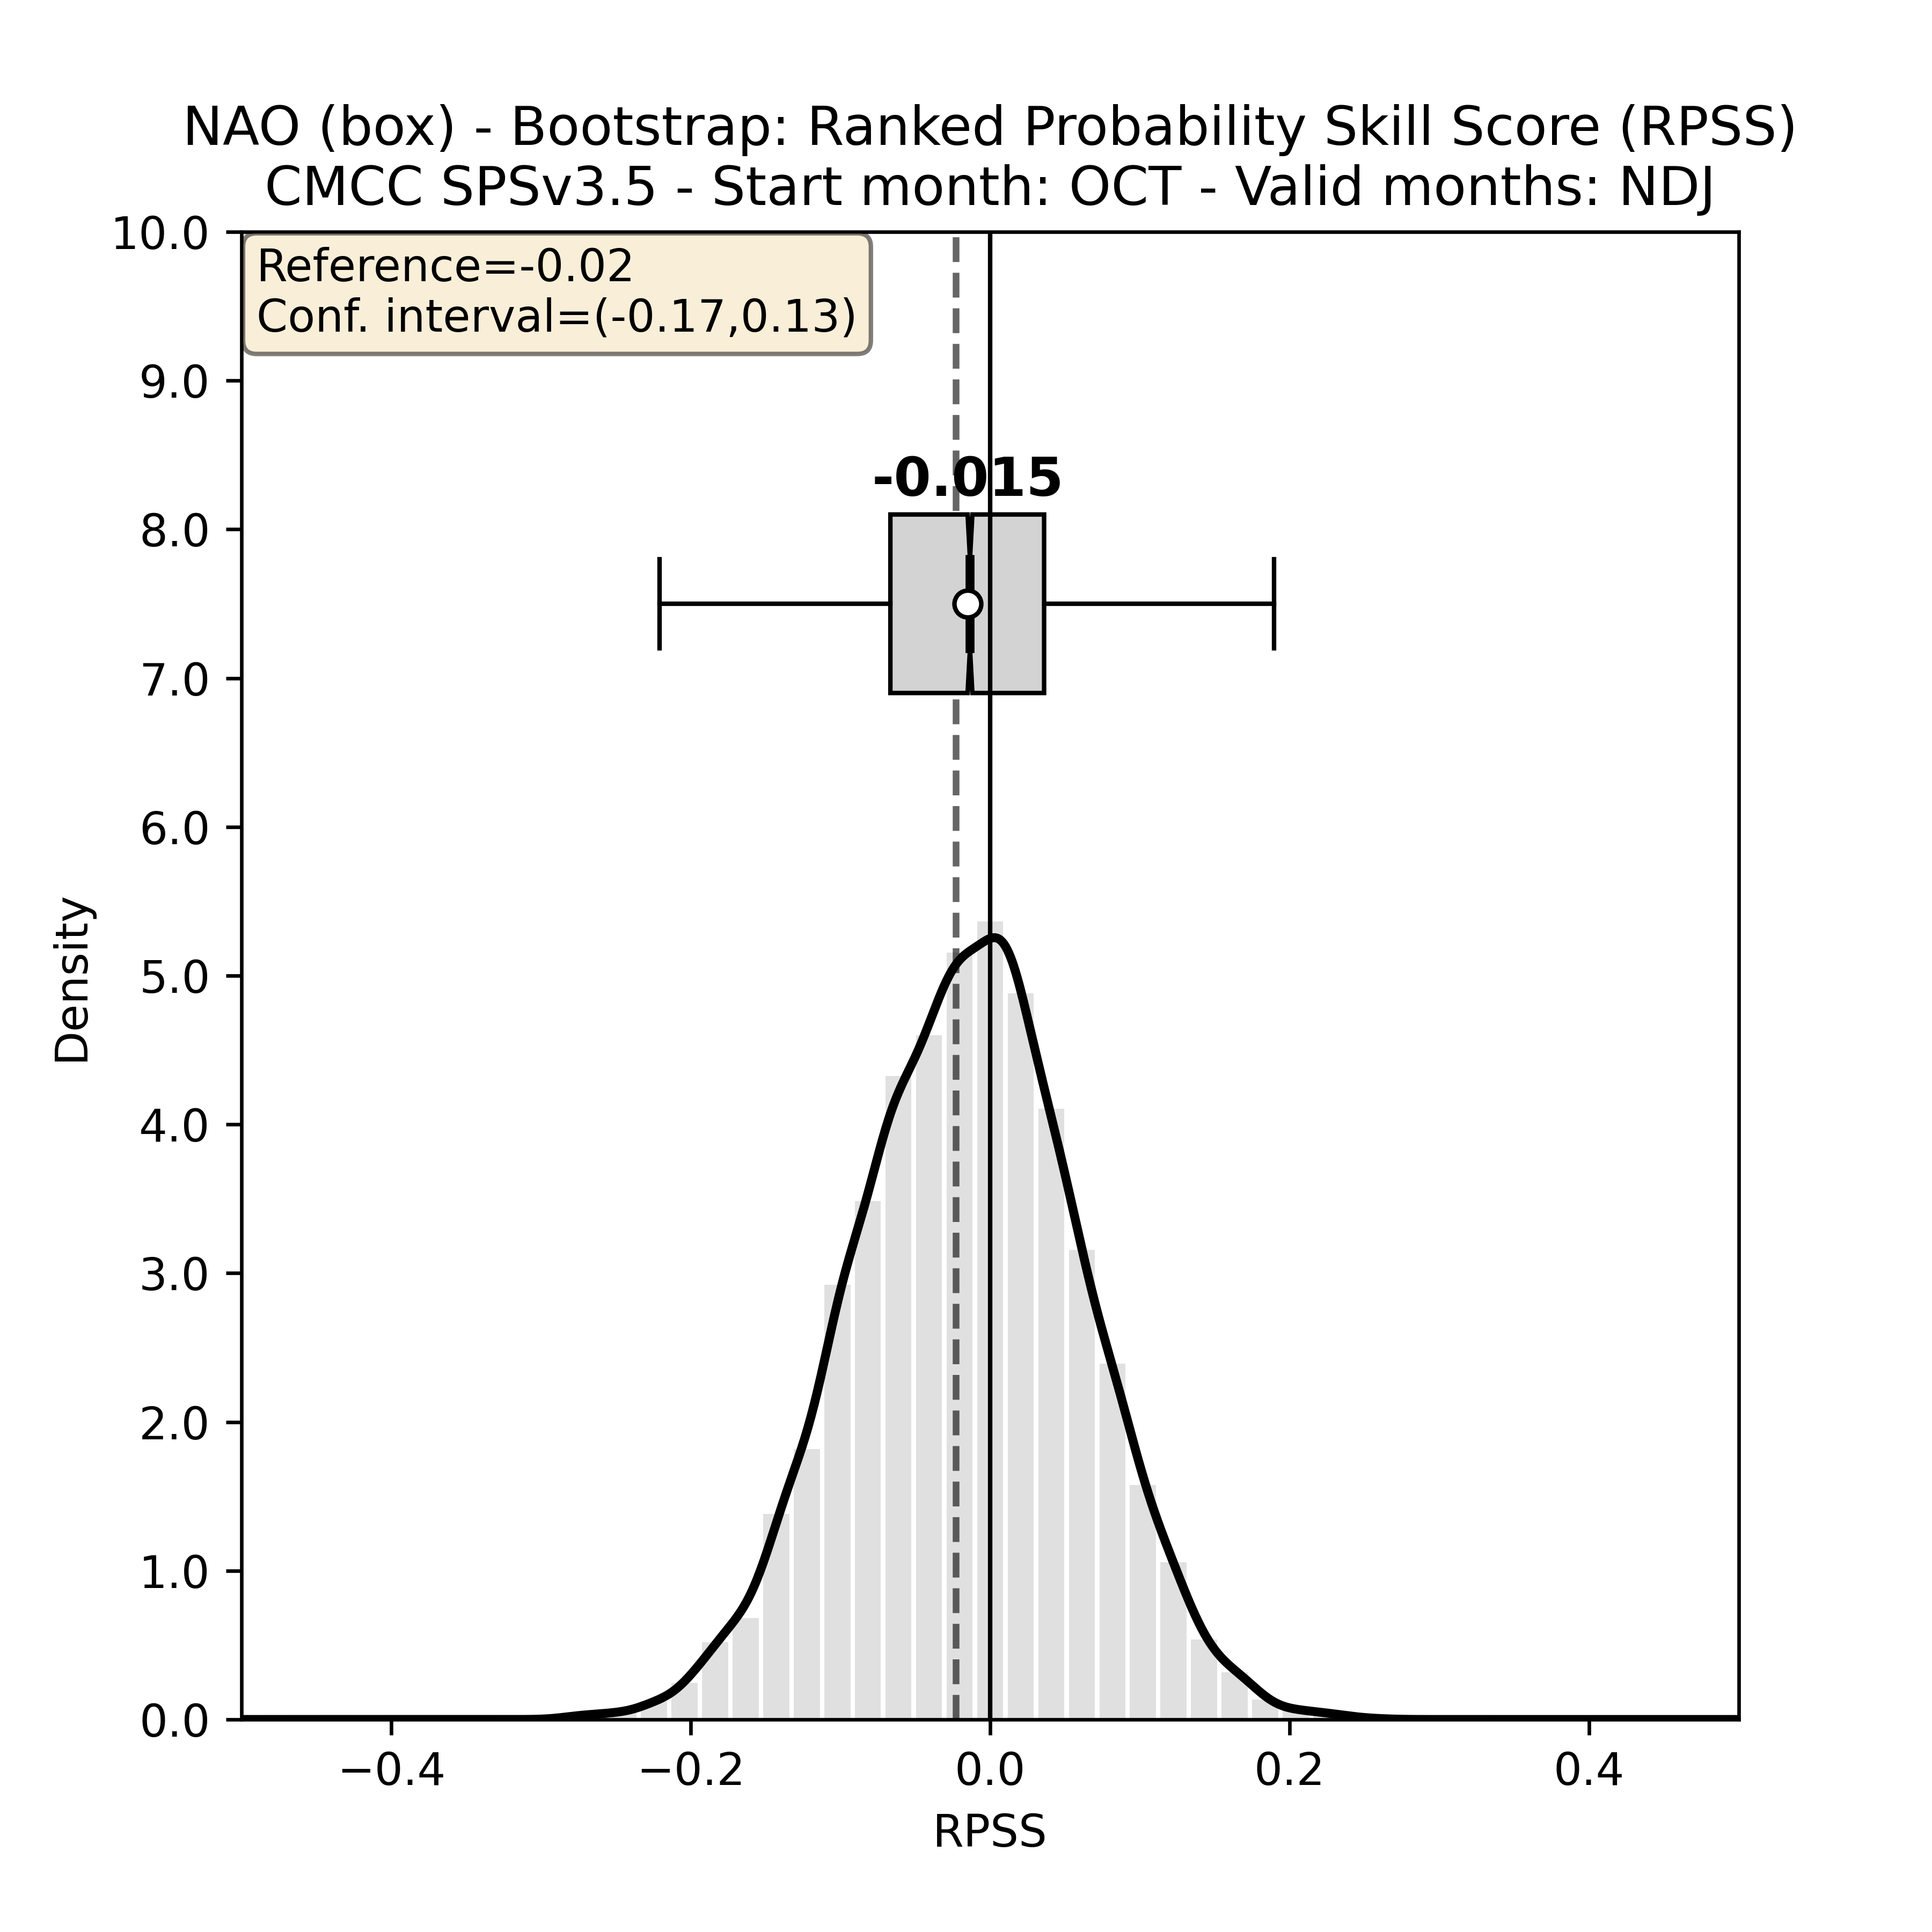 NAO (box) - Bootstrap: Ranked Probability Skill Score (RPSS)
CMCC SPSv3.5 - Start month: OCT - Valid months: NDJ
Reference=-0.02
Conf. interval=(-0.17,0.13)
-0.015
10.0
9.0
8.0
7.0
6.0
5.0
4.0
3.0
2.0
1.0
0.0
Density
−0.4
−0.2
0.0
0.2
0.4
RPSS